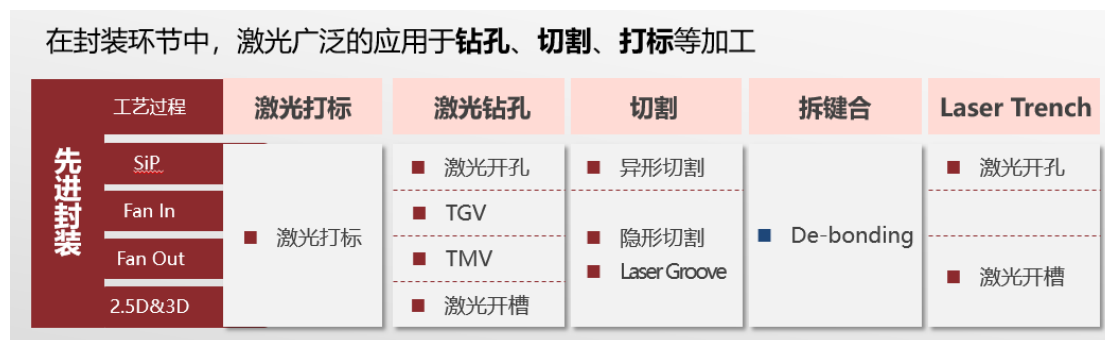 在封装环节中，激光广泛的应用于钻孔、切割、打标等加工
工艺过程 激光打标 激光钻孔 切割 拆键合 Laser Trench
先进封装
SiP 激光开孔 异形切割 激光开孔
Fan In TGV
激光打标 隐形切割 De-bonding
Fan Out TMV
Laser Groove 激光开槽
2.5D&3D 激光开槽